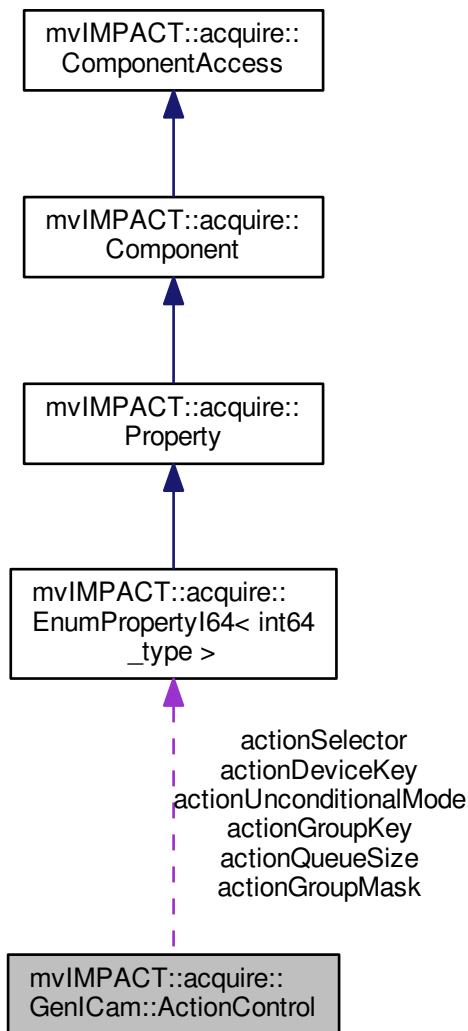 mvIMPACT::acquire::
ComponentAccess
mvIMPACT::acquire::
Component
mvIMPACT::acquire::
Property
mvIMPACT::acquire::
EnumPropertyI64< int64
_type >
actionSelector
actionDeviceKey
actionUnconditionalMode
actionGroupKey
actionQueueSize
actionGroupMask
mvIMPACT::acquire::
GenICam::ActionControl